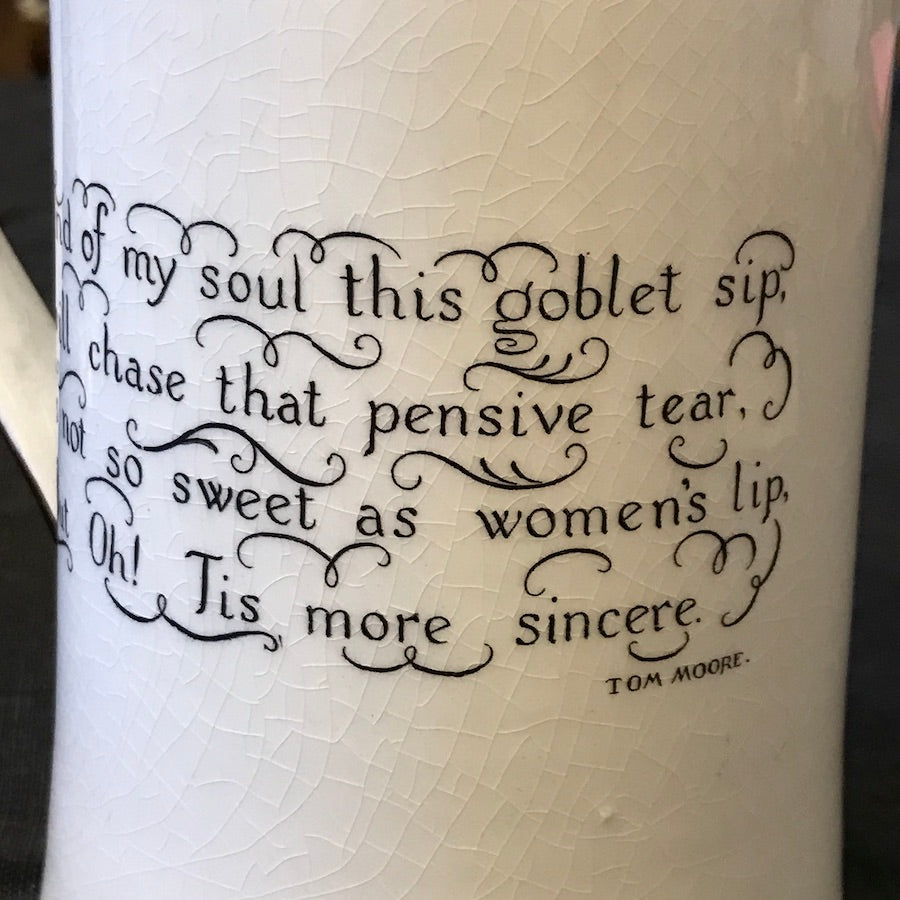 of my soul this goblet sip,
chase that pensive tear,
not so sweet as women's lip,
Oh! Tis more sincere.
TOM MOORE.